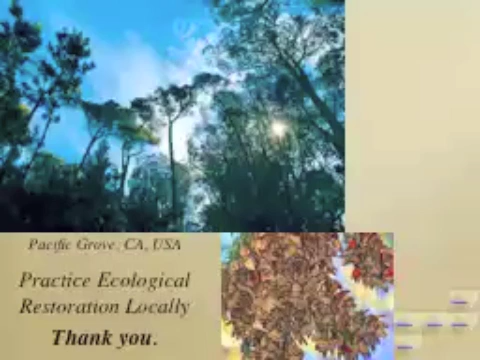 Pacific Grove, CA, USA
Practice Ecological
Restoration Locally
Thank you.